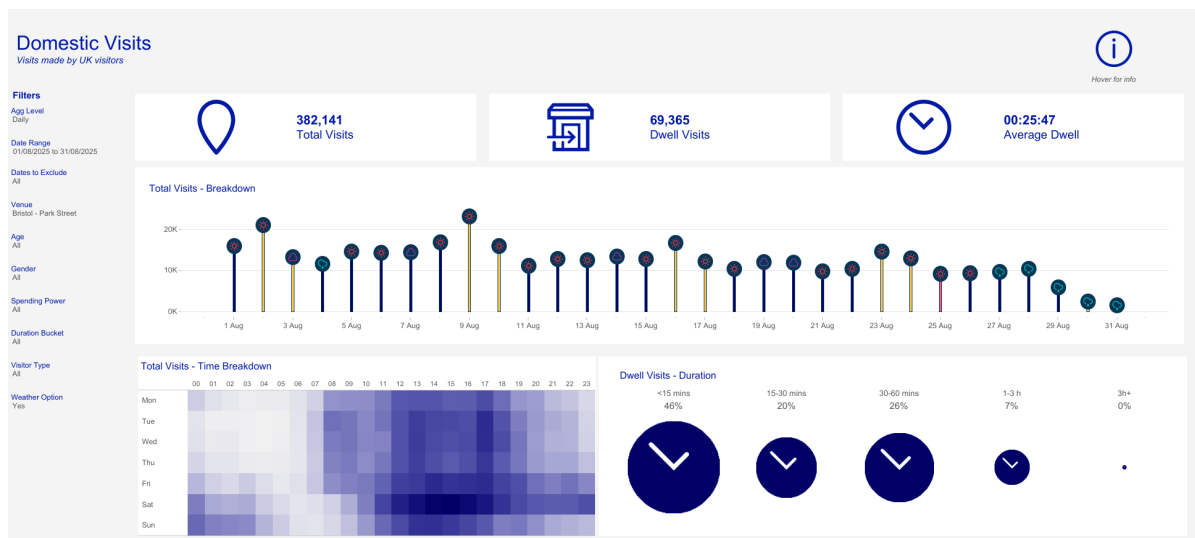 Domestic Visits
Visits made by UK visitors
Hover for info
Filters
Agg Level
Daily
Date Range
01/08/2025 to 31/08/2025
Dates to Exclude
All
Venue
Bristol - Park Street
Age
All
Gender
All
Spending Power
All
Duration Bucket
All
Visitor Type
All
Weather Option
Yes
382,141
Total Visits
69,365
Dwell Visits
00:25:47
Average Dwell
Total Visits - Breakdown
20K
10K
0K
1 Aug 3 Aug 5 Aug 7 Aug 9 Aug 11 Aug 13 Aug 15 Aug 17 Aug 19 Aug 21 Aug 23 Aug 25 Aug 27 Aug 29 Aug 31 Aug
Total Visits - Time Breakdown
00 01 02 03 04 05 06 07 08 09 10 11 12 13 14 15 16 17 18 19 20 21 22 23
Mon
Tue
Wed
Thu
Fri
Sat
Sun
Dwell Visits - Duration
<15 mins 15-30 mins 30-60 mins 1-3 h 3h+
46% 20% 26% 7% 0%